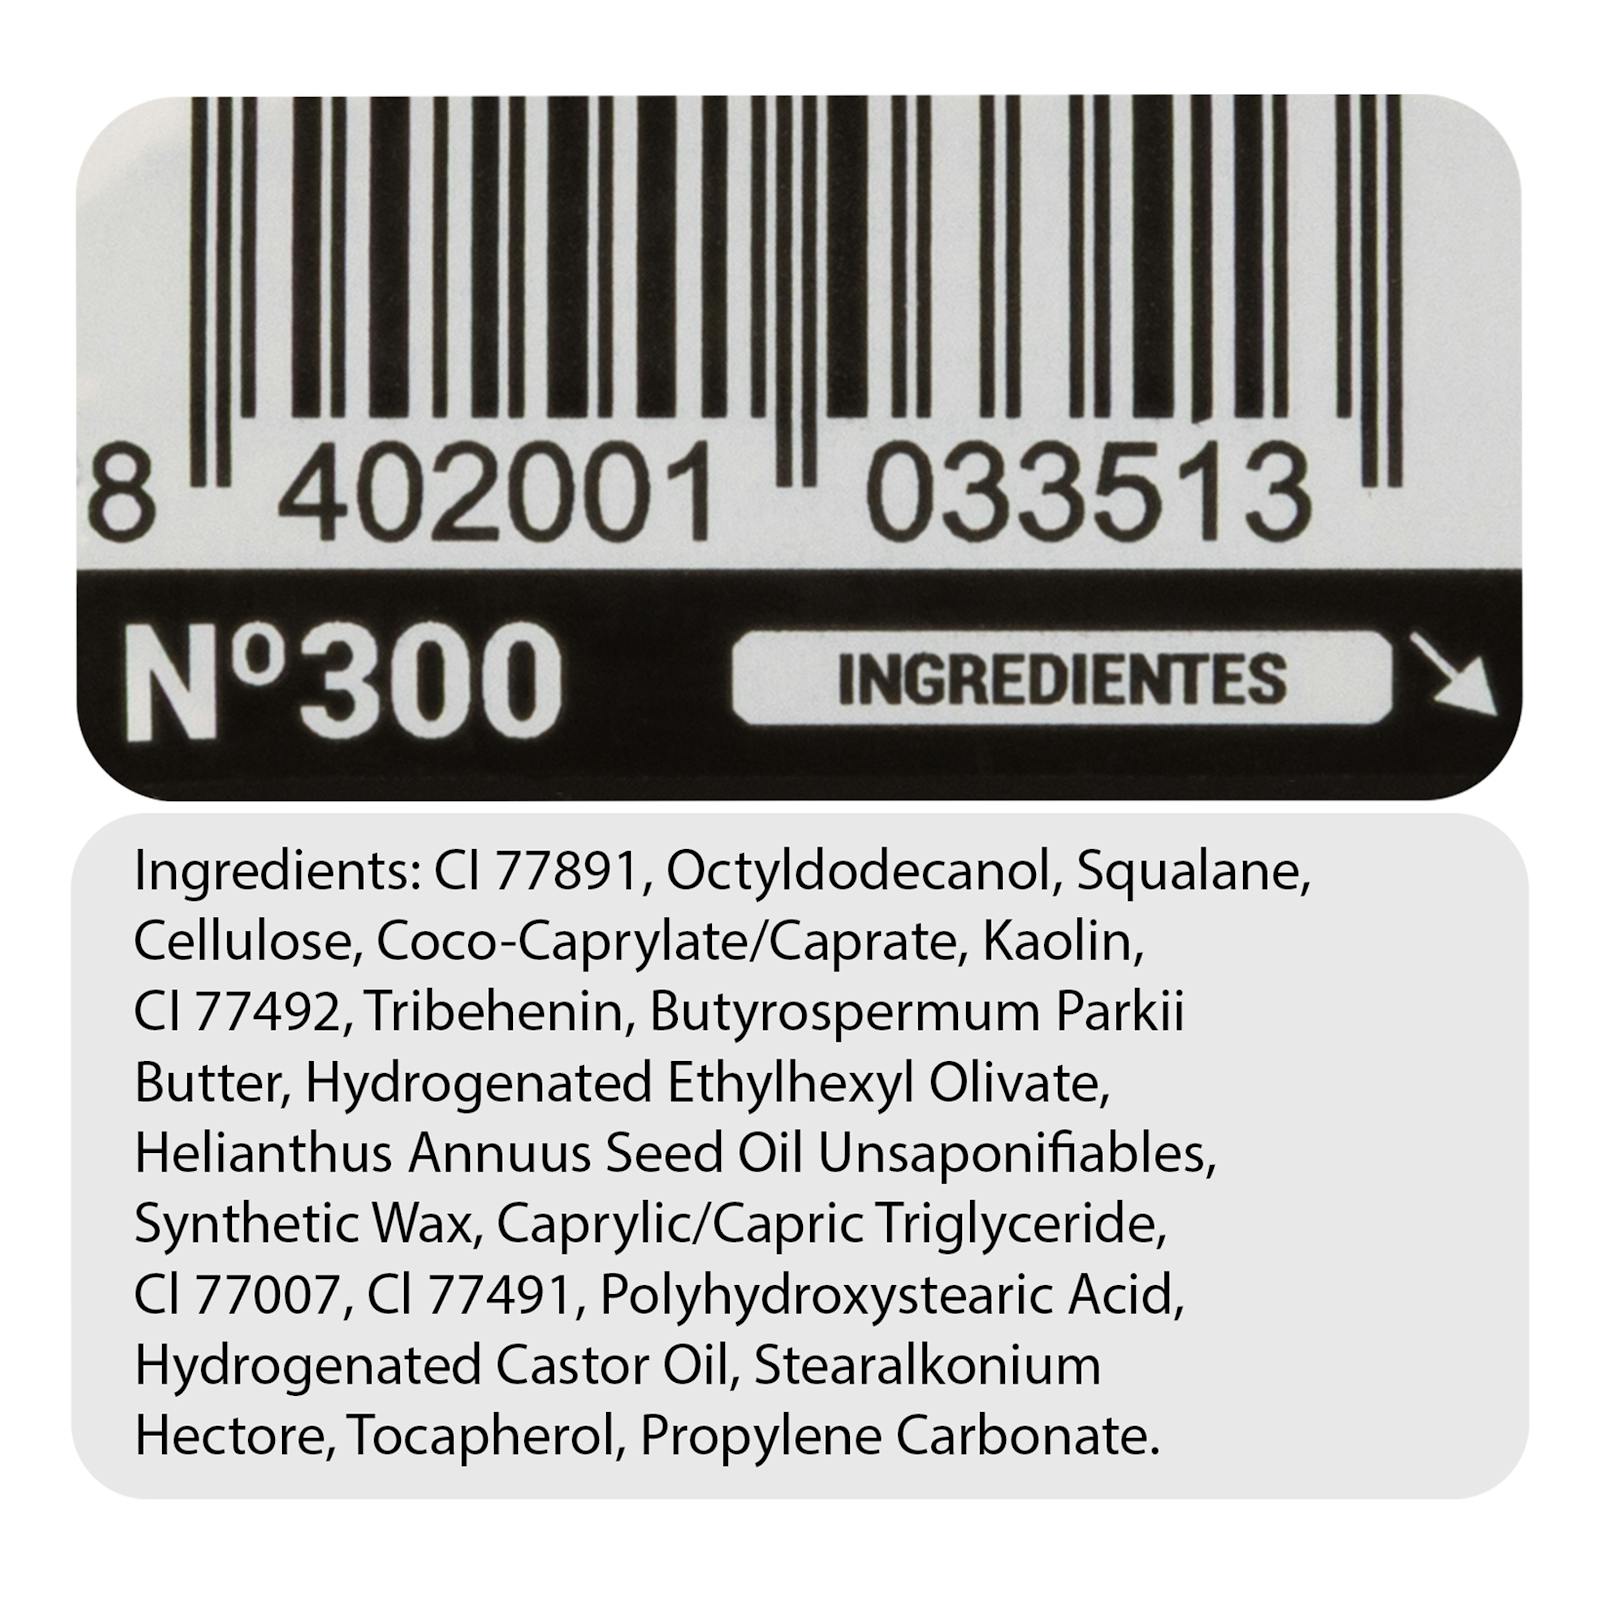 8 402001 033513
Nº300 INGREDIENTES
Ingredients: CI 77891, Octyldodecanol, Squalane,
Cellulose, Coco-Caprylate/Caprate, Kaolin,
CI 77492, Tribehenin, Butyrospermum Parkii
Butter, Hydrogenated Ethylhexyl Olivate,
Helianthus Annuus Seed Oil Unsaponifiables,
Synthetic Wax, Caprylic/Capric Triglyceride,
Cl 77007, Cl 77491, Polyhydroxystearic Acid,
Hydrogenated Castor Oil, Stearalkonium
Hectore, Tocapherol, Propylene Carbonate.